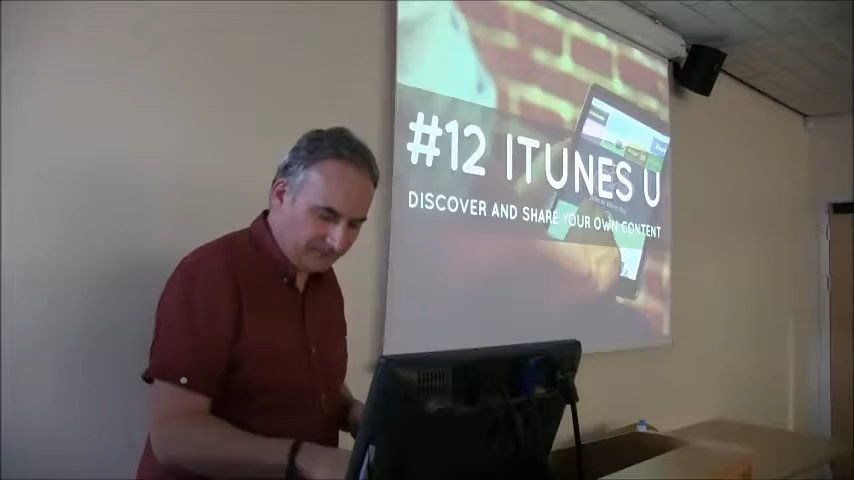 #12 ITUNES U
DISCOVER AND SHARE YOUR OWN CONTENT